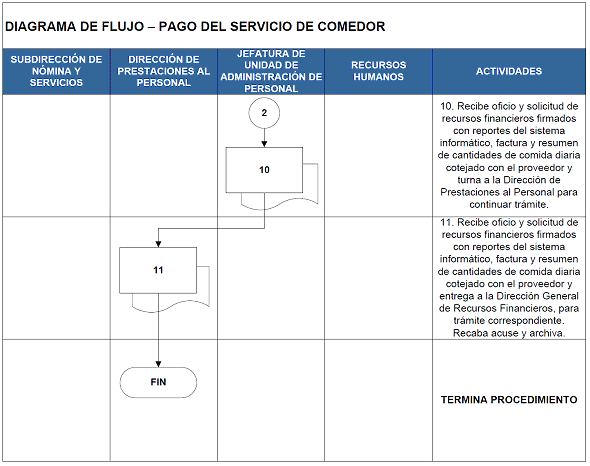 DIAGRAMA DE FLUJO – PAGO DEL SERVICIO DE COMEDOR
SUBDIRECCIÓN DE
NÓMINA Y
SERVICIOS
DIRECCIÓN DE
PRESTACIONES AL
PERSONAL
JEFATURA DE
UNIDAD DE
ADMINISTRACIÓN DE
PERSONAL
RECURSOS
HUMANOS
ACTIVIDADES
2
10
10. Recibe oficio y solicitud de
recursos financieros firmados
con reportes del sistema
informático, factura y resumen
de cantidades de comida diaria
cotejado con el proveedor y
turna a la Dirección de
Prestaciones al Personal para
continuar trámite.
11
11. Recibe oficio y solicitud de
recursos financieros firmados
con reportes del sistema
informático, factura y resumen
de cantidades de comida diaria
cotejado con el proveedor y
entrega a la Dirección General
de Recursos Financieros, para
trámite correspondiente.
Recaba acuse y archiva.
FIN
TERMINA PROCEDIMIENTO